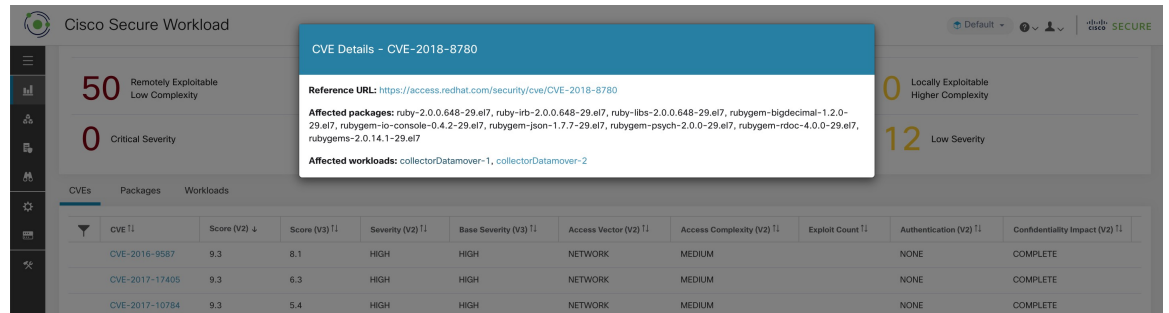 Cisco Secure Workload
Default
CISCO SECURE
CVE Details - CVE-2018-8780
Reference URL: https://access.redhat.com/security/cve/CVE-2018-8780
Affected packages: ruby-2.0.0.648-29.el7, ruby-irb-2.0.0.648-29.el7, ruby-libs-2.0.0.648-29.el7, rubygem-bigdecimal-1.2.0-
29.el7, rubygem-io-console-0.4.2-29.el7, rubygem-json-1.7.7-29.el7, rubygem-psych-2.0.0-29.el7, rubygem-rdoc-4.0.0-29.el7,
rubygems-2.0.14.1-29.el7
Affected workloads: collectorDatamover-1, collectorDatamover-2
50 Remotely Exploitable
Low Complexity
0 Locally Exploitable
Higher Complexity
0 Critical Severity
12 Low Severity
CVEs Packages Workloads
CVE Score (V2) Score (V3) Severity (V2) Base Severity (V3) Access Vector (V2) Access Complexity (V2) Exploit Count Authentication (V2) Confidentiality Impact (V2)
CVE-2016-9587 9.3 8.1 HIGH HIGH NETWORK MEDIUM NONE COMPLETE
CVE-2017-17405 9.3 6.3 HIGH HIGH NETWORK MEDIUM NONE COMPLETE
CVE-2017-10784 9.3 5.4 HIGH HIGH NETWORK MEDIUM NONE COMPLETE